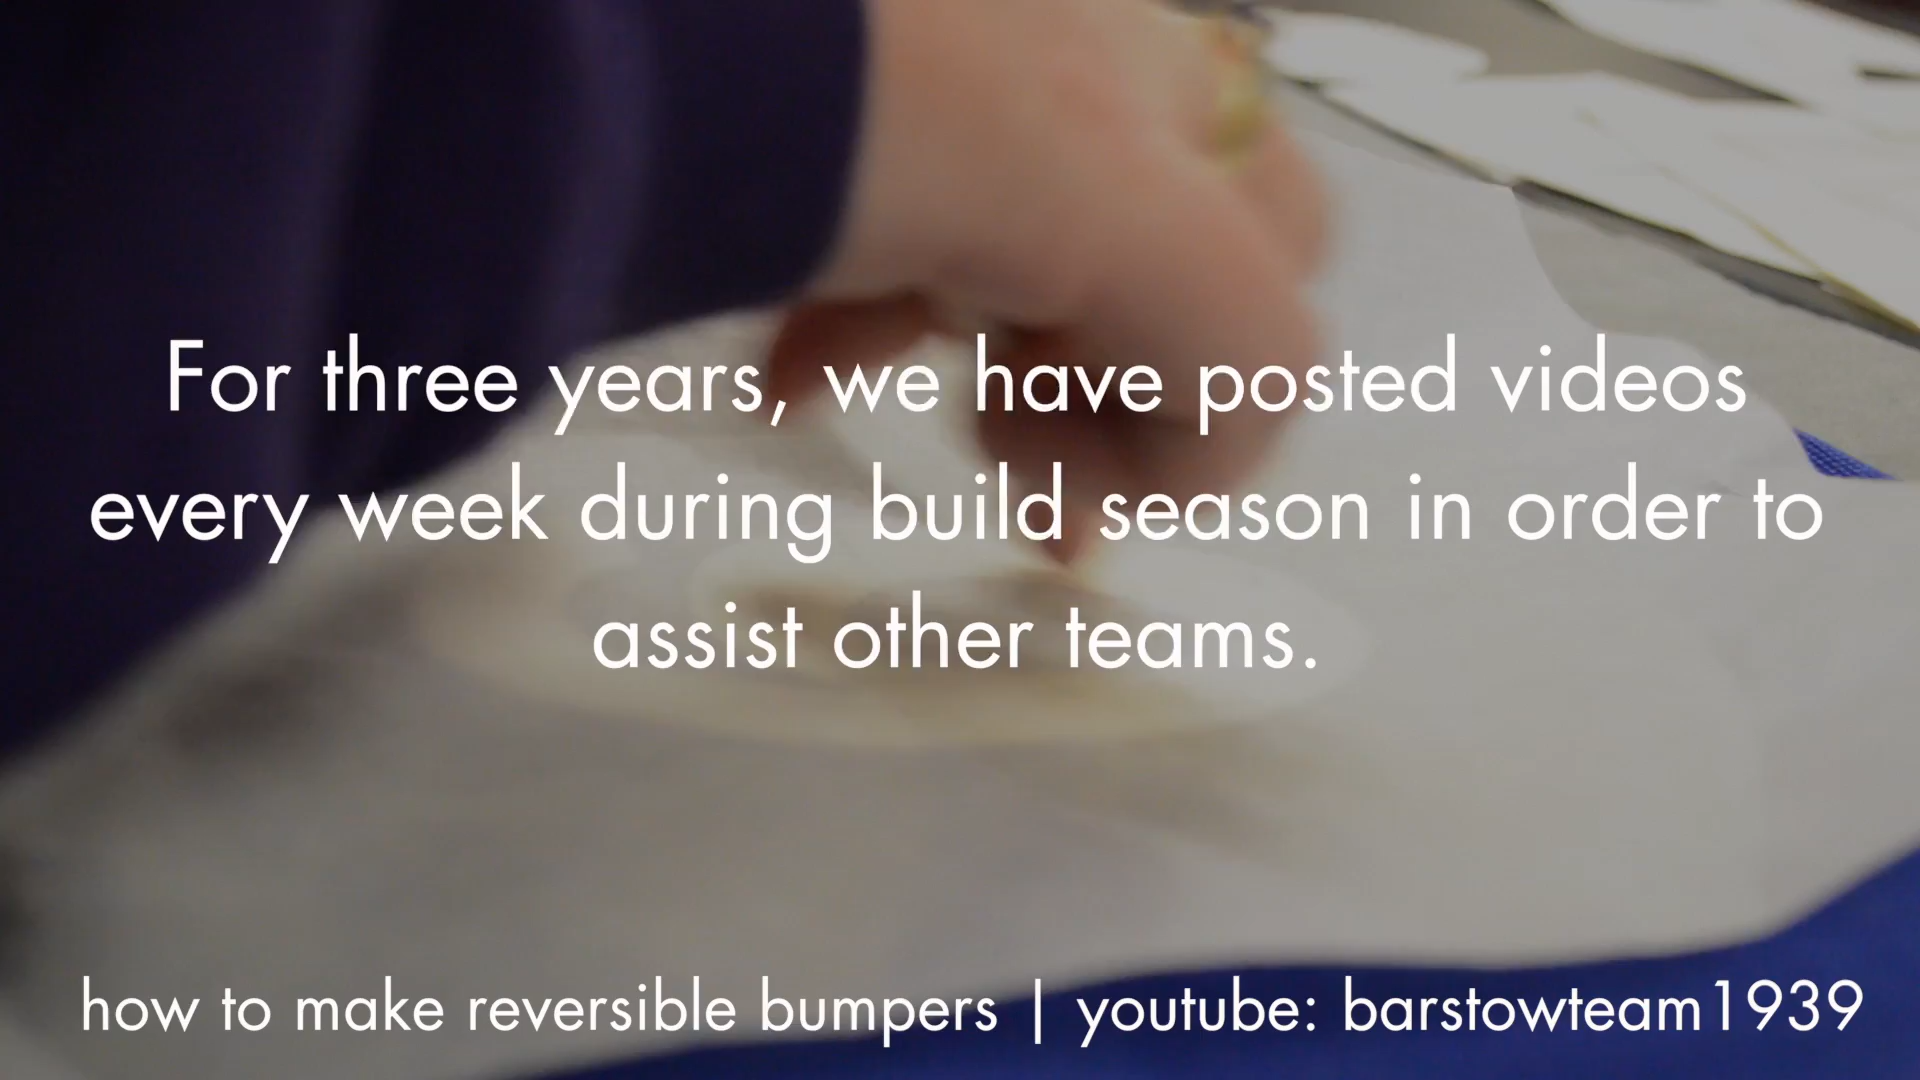 For three years, we have posted videos
every week during build season in order to
assist other teams.
how to make reversible bumpers | youtube: barstowteam1939